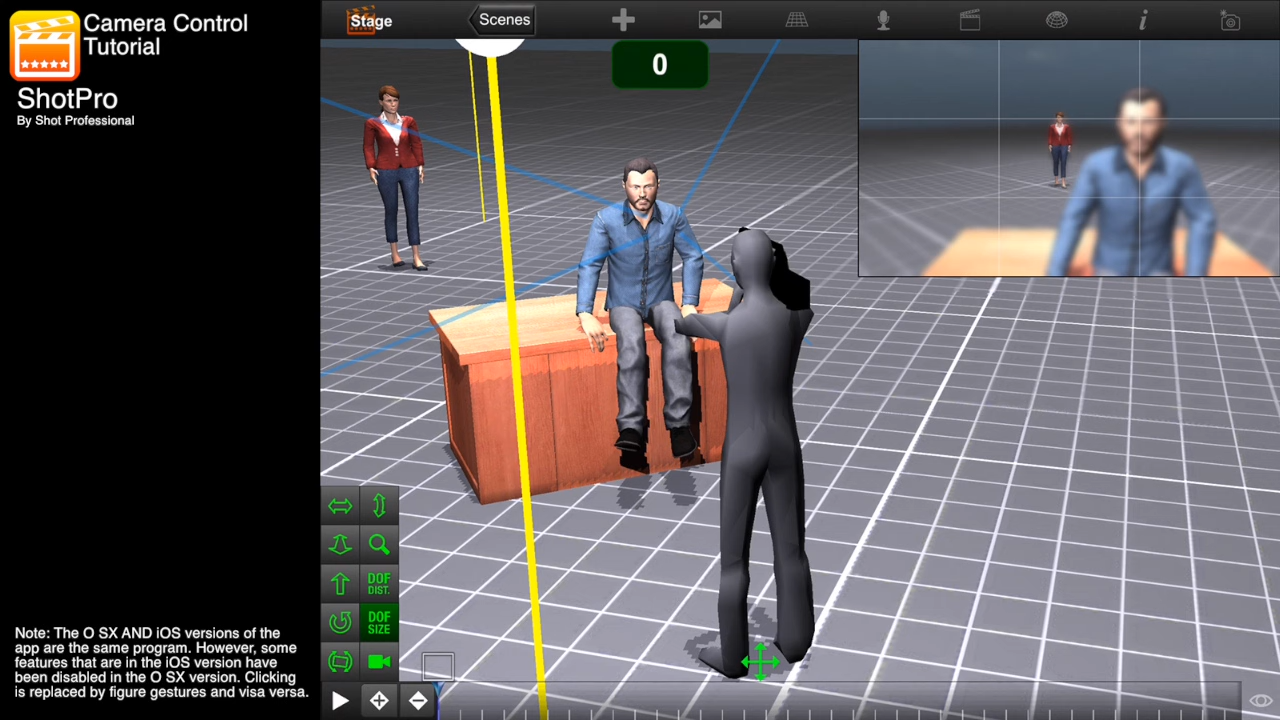 Camera Control
Tutorial
ShotPro
By Shot Professional
Stage
Scenes
0
DOF
DIST.
DOF
SIZE
Note: The O SX AND iOS versions of the
app are the same program. However, some
features that are in the iOS version have
been disabled in the O SX version. Clicking
is replaced by figure gestures and visa versa.